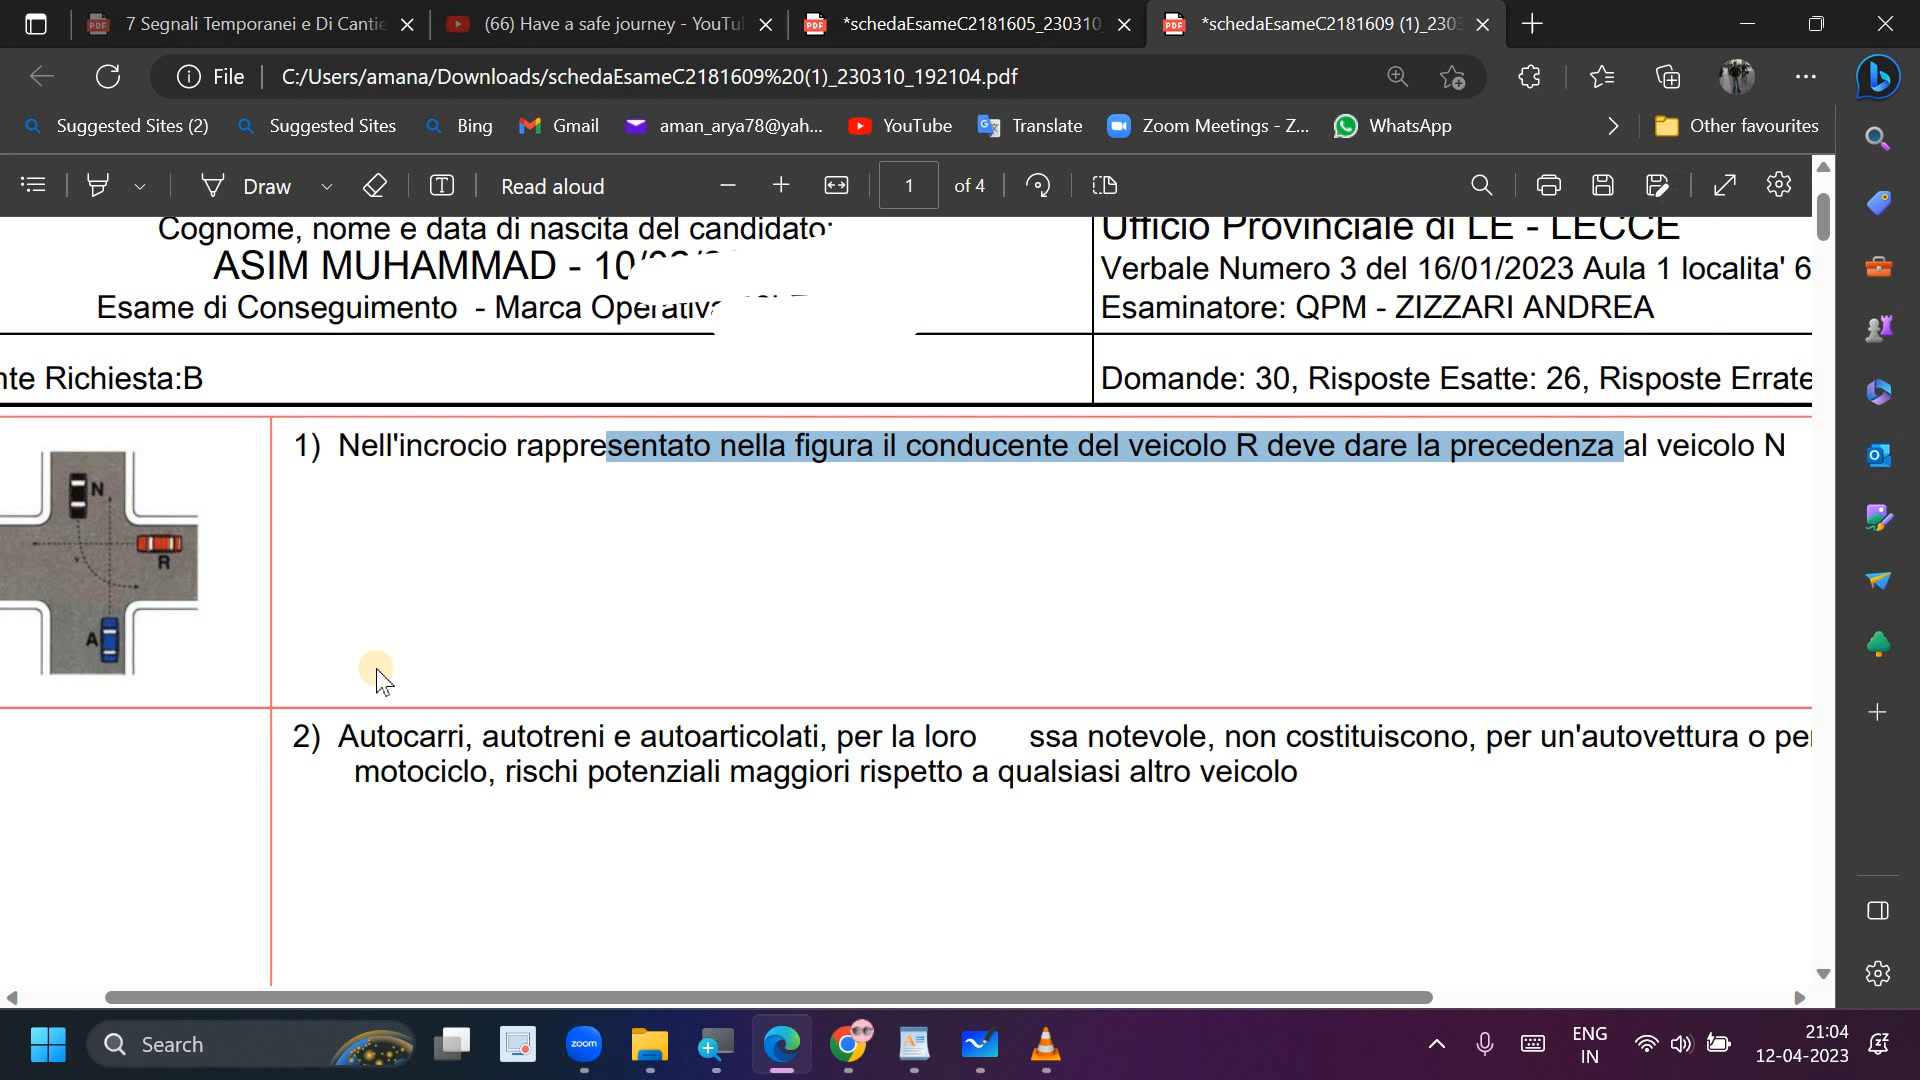 7 Segnali Temporanei e Di Cantie
(66) Have a safe journey - YouTu
*schedaEsameC2181605_230310_
*schedaEsameC2181609 (1)_230
File
C:/Users/amana/Downloads/schedaEsameC2181609%20(1)_230310_192104.pdf
Suggested Sites (2)
Suggested Sites
Bing
Gmail
aman_arya78@yah...
YouTube
Translate
Zoom Meetings - Z...
WhatsApp
Other favourites
Draw
Read aloud
1
of 4
Cognome, nome e data di nascita del candidato:
ASIM MUHAMMAD - 10/
Esame di Conseguimento - Marca Operativa
Ufficio Provinciale di LE - LECCE
Verbale Numero 3 del 16/01/2023 Aula 1 localita' 6
Esaminatore: QPM - ZIZZARI ANDREA
nte Richiesta:B
Domande: 30, Risposte Esatte: 26, Risposte Errate
1) Nell'incrocio rappresentato nella figura il conducente del veicolo R deve dare la precedenza al veicolo N
N
R
A
2) Autocarri, autotreni e autoarticolati, per la loro ssa notevole, non costituiscono, per un'autovettura o per
motociclo, rischi potenziali maggiori rispetto a qualsiasi altro veicolo
Search
zoom
ENG
IN
21:04
12-04-2023